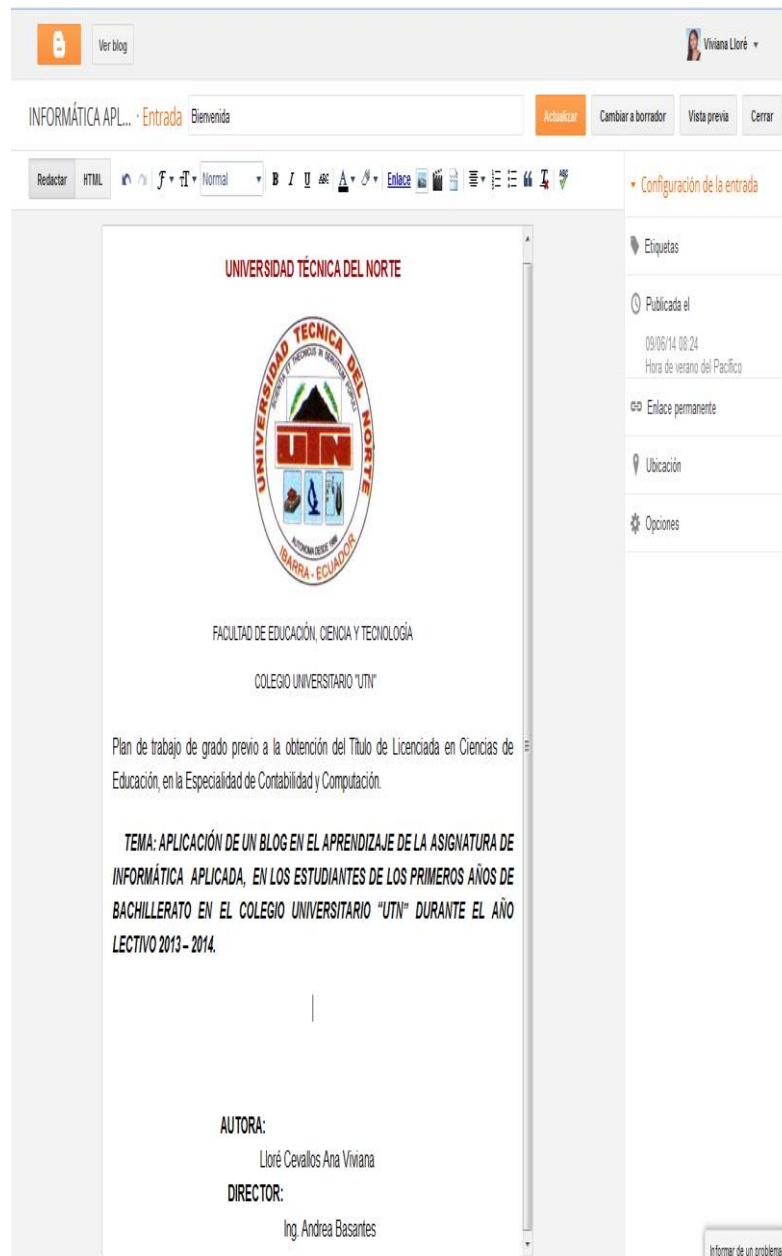 Ver blog
Viviana Lloré
INFORMÁTICA APL... · Entrada
Bienvenida
Actualizar
Cambiar a borrador
Vista previa
Cerrar
Redactar
HTML
Normal
B I U ABC A
Enlace
ABC
Configuración de la entrada
Etiquetas
Publicada el
09/06/14 08:24
Hora de verano del Pacífico
Enlace permanente
Ubicación
Opciones
UNIVERSIDAD TÉCNICA DEL NORTE
UNIVERSIDAD TECNICA DEL NORTE
UTN
IBARRA - ECUADOR
FACULTAD DE EDUCACIÓN, CIENCIA Y TECNOLOGÍA
COLEGIO UNIVERSITARIO "UTN"
Plan de trabajo de grado previo a la obtención del Título de Licenciada en Ciencias de
Educación, en la Especialidad de Contabilidad y Computación.
TEMA: APLICACIÓN DE UN BLOG EN EL APRENDIZAJE DE LA ASIGNATURA DE
INFORMÁTICA APLICADA, EN LOS ESTUDIANTES DE LOS PRIMEROS AÑOS DE
BACHILLERATO EN EL COLEGIO UNIVERSITARIO "UTN" DURANTE EL AÑO
LECTIVO 2013 – 2014.
AUTORA:
Lloré Cevallos Ana Viviana
DIRECTOR:
Ing. Andrea Basantes
Informar de un problema